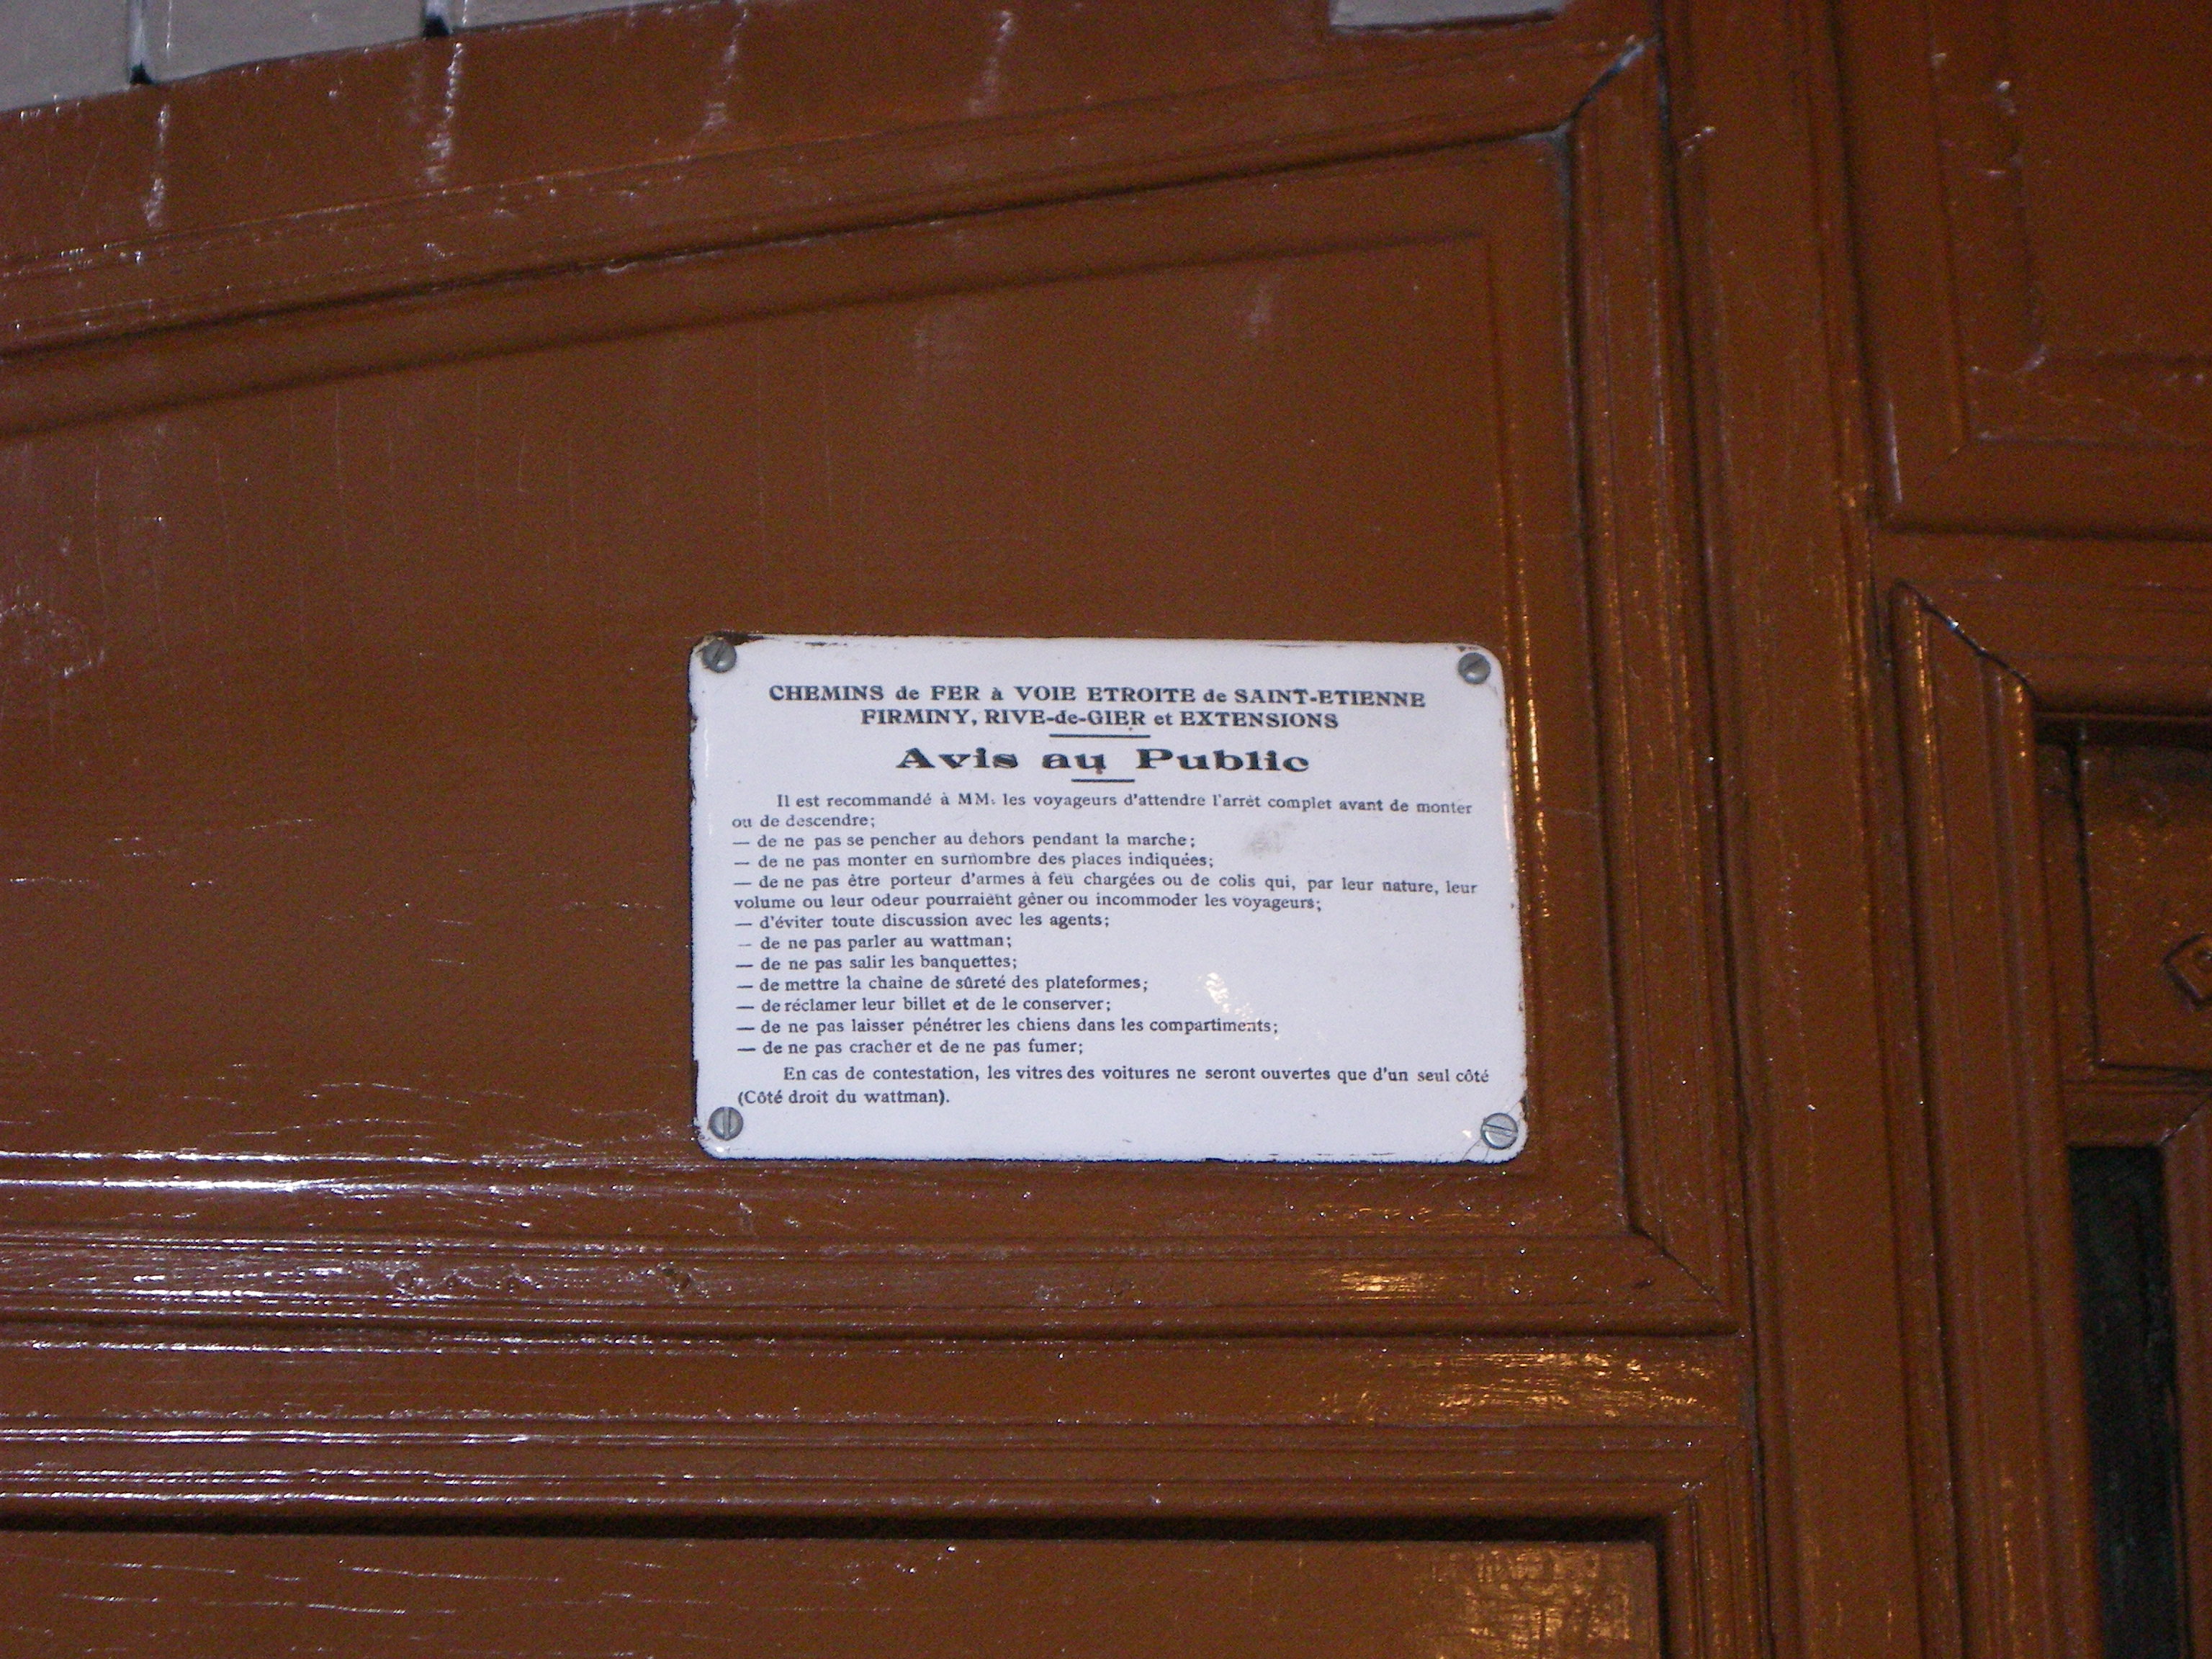 CHEMINS de FER à VOIE ETROITE de SAINT-ETIENNE
FIRMINY, RIVE-de-GIER et EXTENSIONS
Avis au Public
Il est recommandé à MM. les voyageurs d'attendre l'arrêt complet avant de monter
ou de descendre;
— de ne pas se pencher au dehors pendant la marche;
— de ne pas monter en surnombre des places indiquées;
— de ne pas être porteur d'armes à feu chargées ou de colis qui, par leur nature, leur
volume ou leur odeur pourraient gêner ou incommoder les voyageurs;
— d'éviter toute discussion avec les agents;
— de ne pas parler au wattman;
— de ne pas salir les banquettes;
— de mettre la chaine de sûreté des plateformes;
— de réclamer leur billet et de le conserver;
— de ne pas laisser pénétrer les chiens dans les compartiments;
— de ne pas cracher et de ne pas fumer;
En cas de contestation, les vitres des voitures ne seront ouvertes que d'un seul côté
(Côté droit du wattman).